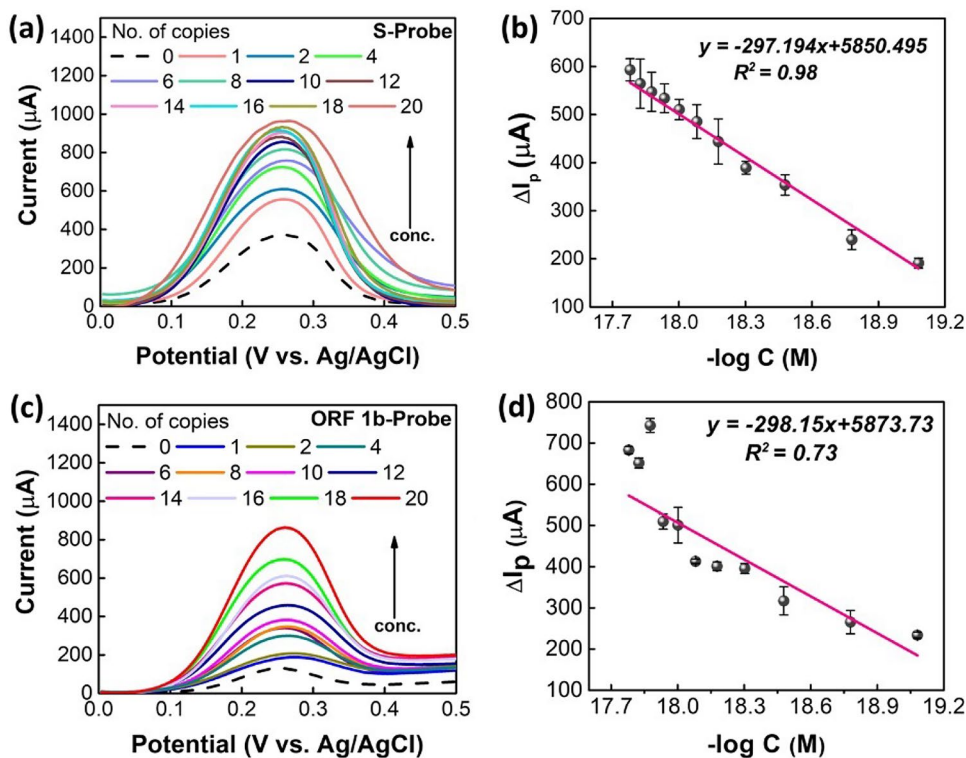 (a)
No. of copies S-Probe
0 1 2 4
6 8 10 12
14 16 18 20
conc.
1400
1200
1000
800
600
400
200
0
Current (μA)
0.0 0.1 0.2 0.3 0.4 0.5
Potential (V vs. Ag/AgCl)
(b)
y = -297.194x+5850.495
R² = 0.98
700
600
500
400
300
200
100
ΔIp (μA)
17.7 18.0 18.3 18.6 18.9 19.2
-log C (M)
(c)
No. of copies ORF 1b-Probe
0 1 2 4
6 8 10 12
14 16 18 20
conc.
1400
1200
1000
800
600
400
200
0
Current (μA)
0.0 0.1 0.2 0.3 0.4 0.5
Potential (V vs. Ag/AgCl)
(d)
y = -298.15x+5873.73
R² = 0.73
800
700
600
500
400
300
200
100
ΔIp (μA)
17.7 18.0 18.3 18.6 18.9 19.2
-log C (M)